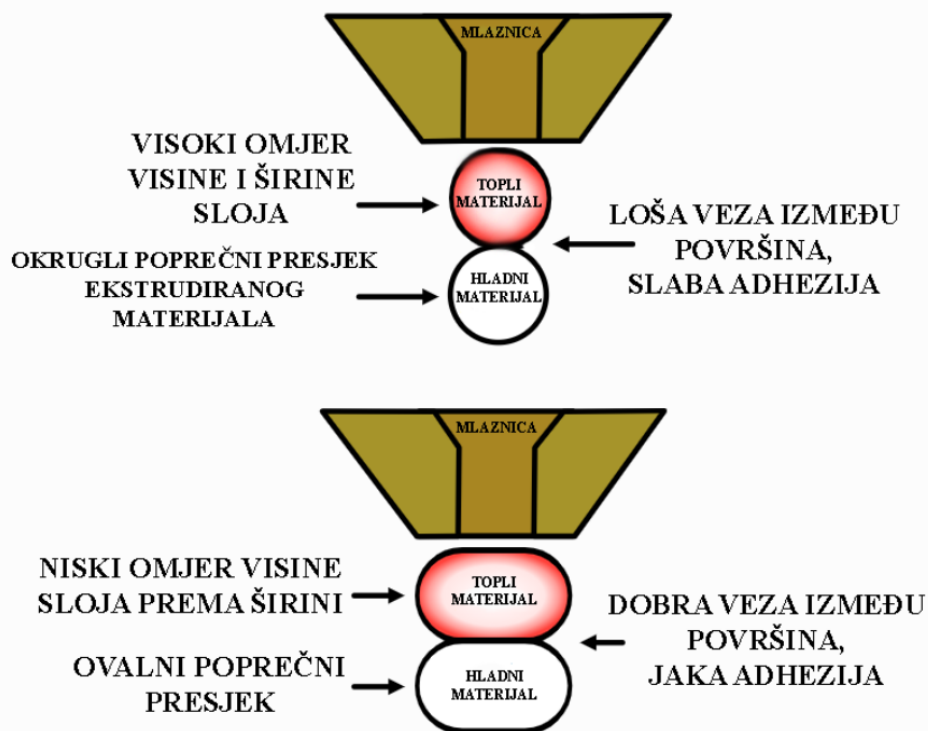 MLAZNICA
VISOKI OMJER
VISINE I ŠIRINE
SLOJA
TOPLI
MATERIJAL
LOŠA VEZA IZMEĐU
POVRŠINA,
SLABA ADHEZIJA
OKRUGLI POPREČNI PRESJEK
EKSTRUDIRANOG
MATERIJALA
HLADNI
MATERIJAL
MLAZNICA
NISKI OMJER VISINE
SLOJA PREMA ŠIRINI
TOPLI
MATERIJAL
DOBRA VEZA IZMEĐU
POVRŠINA,
JAKA ADHEZIJA
OVALNI POPREČNI
PRESJEK
HLADNI
MATERIJAL